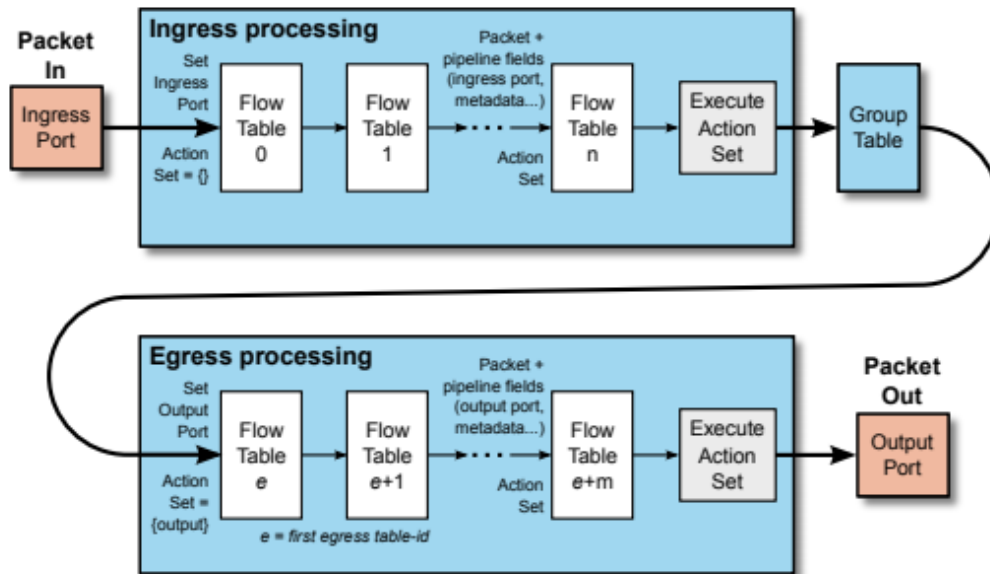 Ingress processing
Packet
In
Ingress
Port
Set
Ingress
Port
Action
Set = {}
Flow
Table
0
Flow
Table
1
Packet +
pipeline fields
(ingress port,
metadata...)
...
Action
Set
Flow
Table
n
Execute
Action
Set
Group
Table
Egress processing
Set
Output
Port
Action
Set =
{output}
Flow
Table
e
Flow
Table
e+1
e = first egress table-id
Packet +
pipeline fields
(output port,
metadata...)
...
Action
Set
Flow
Table
e+m
Execute
Action
Set
Packet
Out
Output
Port